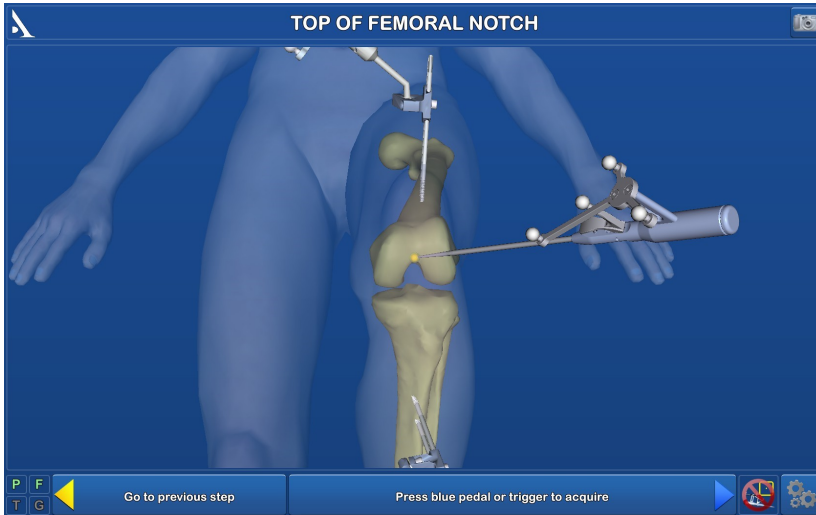 TOP OF FEMORAL NOTCH
P F
T G
Go to previous step
Press blue pedal or trigger to acquire